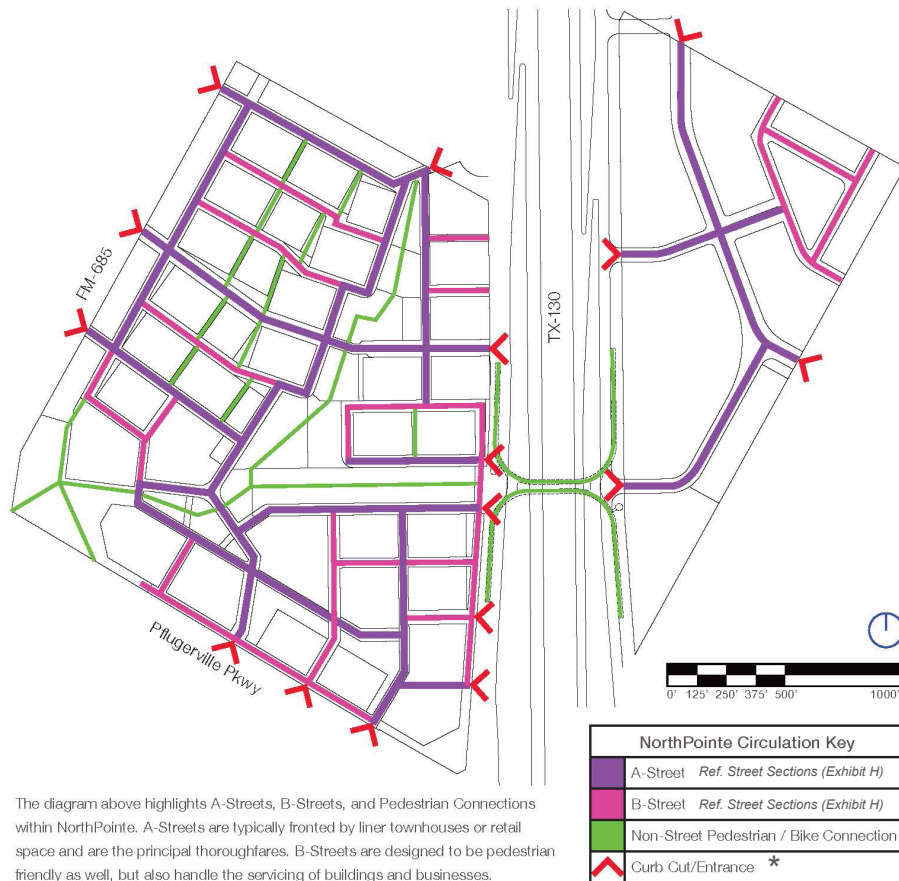 FM-685
TX-130
Pflugerville Pkwy
0' 125' 250' 375' 500' 1000'
NorthPointe Circulation Key
A-Street Ref. Street Sections (Exhibit H)
B-Street Ref. Street Sections (Exhibit H)
Non-Street Pedestrian / Bike Connection
Curb Cut/Entrance *
The diagram above highlights A-Streets, B-Streets, and Pedestrian Connections
within NorthPointe. A-Streets are typically fronted by liner townhouses or retail
space and are the principal thoroughfares. B-Streets are designed to be pedestrian
friendly as well, but also handle the servicing of buildings and businesses.